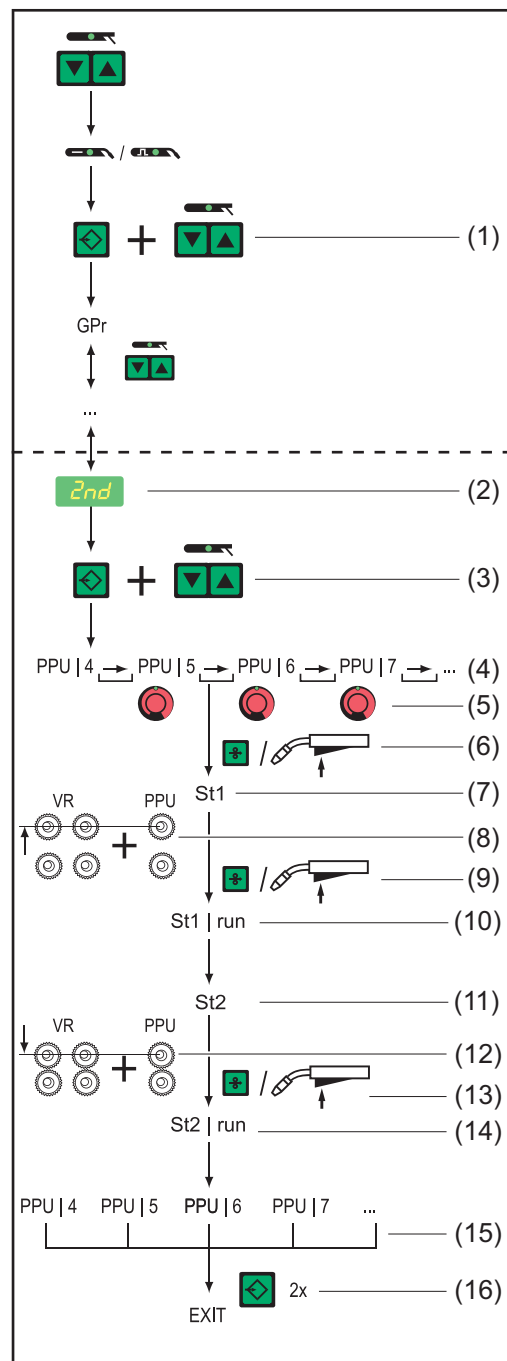 /
+ (1)
GPr
...
2nd (2)
+ (3)
PPU | 4 PPU | 5 PPU | 6 PPU | 7 ... (4)
(5)
/ (6)
St1 (7)
VR PPU
+ (8)
/ (9)
St1 | run (10)
St2 (11)
VR PPU
+ (12)
/ (13)
St2 | run (14)
PPU | 4 PPU | 5 PPU | 6 PPU | 7 ...
(15)
2x (16)
EXIT